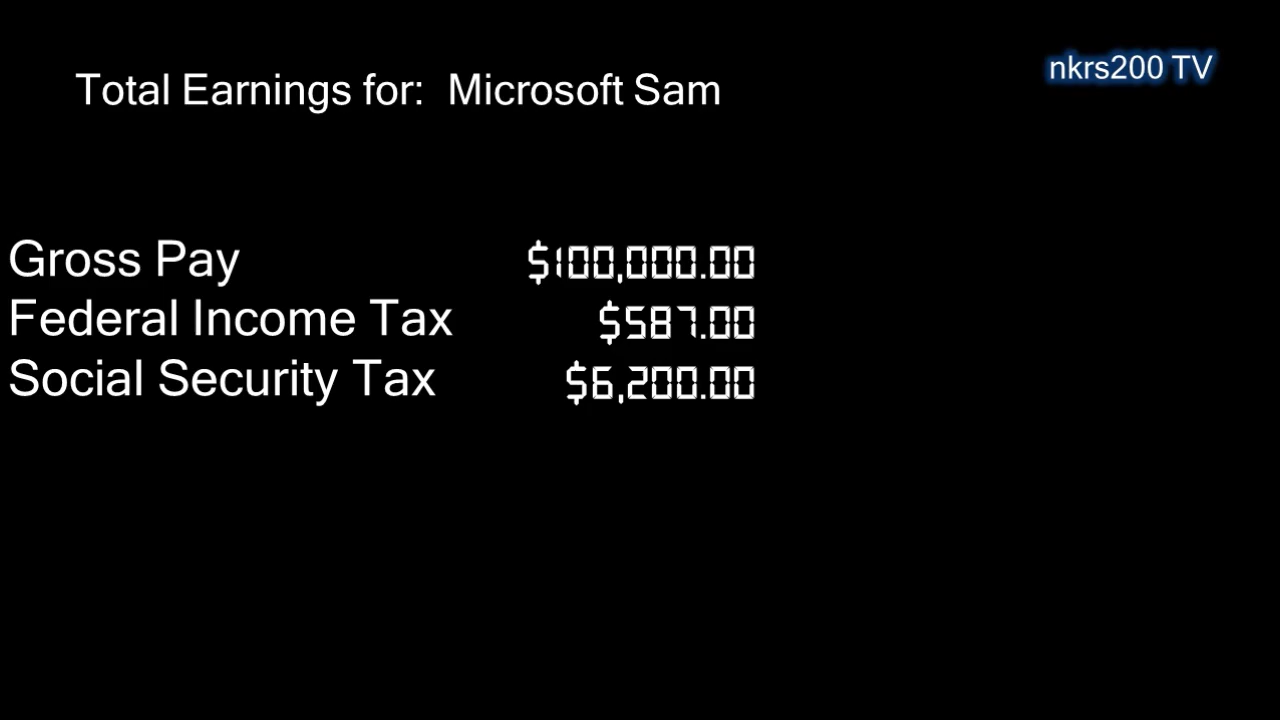 Total Earnings for: Microsoft Sam
nkrs200 TV
Gross Pay $100,000.00
Federal Income Tax $587.00
Social Security Tax $6,200.00